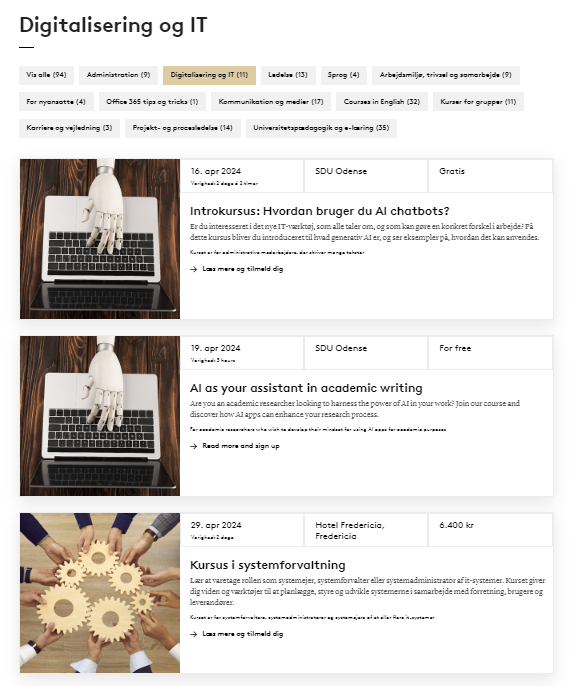 Digitalisering og IT
Vis alle (94) Administration (9) Digitalisering og IT (11) Ledelse (13) Sprog (4) Arbejdsmiljø, trivsel og samarbejde (9)
For nyansatte (4) Office 365 tips og tricks (1) Kommunikation og medier (17) Courses in English (32) Kurser for grupper (11)
Karriere og vejledning (3) Projekt- og procesledelse (14) Universitetspædagogik og e-læring (35)
16. apr 2024 SDU Odense Gratis
Varighed: 2 dage á 2 timer
Introkursus: Hvordan bruger du AI chatbots?
Er du interesseret i det nye IT-værktøj, som alle taler om, og som kan gøre en konkret forskel i arbejde? På
dette kursus bliver du introduceret til hvad generativ AI er, og ser eksempler på, hvordan det kan anvendes.
Kurset er for administrative medarbejdere, der skriver mange tekster
→ Læs mere og tilmeld dig
19. apr 2024 SDU Odense For free
Varighed: 3 hours
AI as your assistant in academic writing
Are you an academic researcher looking to harness the power of AI in your work? Join our course and
discover how AI apps can enhance your research process.
For academic researchers who wish to develop their mindset for using AI apps for academic purposes
→ Read more and sign up
29. apr 2024 Hotel Fredericia, 6.400 kr
Varighed: 2 dage Fredericia
Kursus i systemforvaltning
Lær at varetage rollen som systemejer, systemforvalter eller systemadministrator af it-systemer. Kurset giver
dig viden og værktøjer til at planlægge, styre og udvikle systemerne i samarbejde med forretning, brugere og
leverandører.
Kurset er for systemforvaltere, systemadministratorer og systemejere af et eller flere it-systemer
→ Læs mere og tilmeld dig